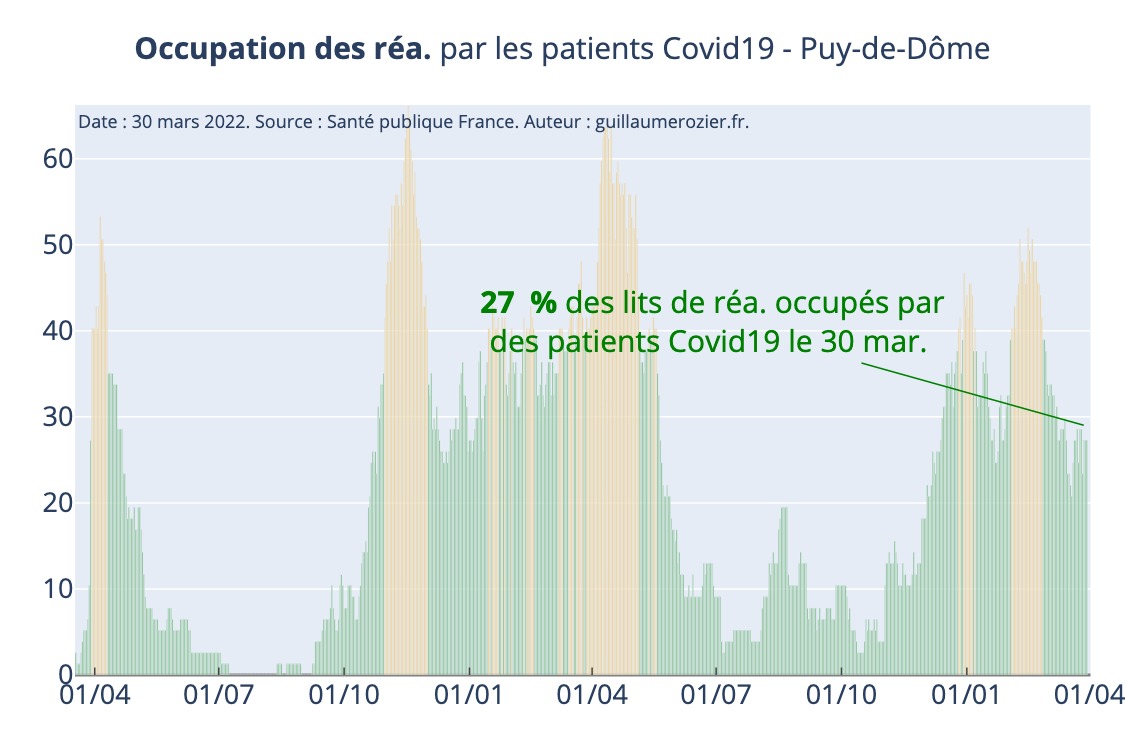 Occupation des réa. par les patients Covid19 - Puy-de-Dôme
Date : 30 mars 2022. Source : Santé publique France. Auteur : guillaumerozier.fr.
60
50
27 % des lits de réa. occupés par
des patients Covid19 le 30 mar.
40
30
20
10
0
01/04 01/07 01/10 01/01 01/04 01/07 01/10 01/01 01/04